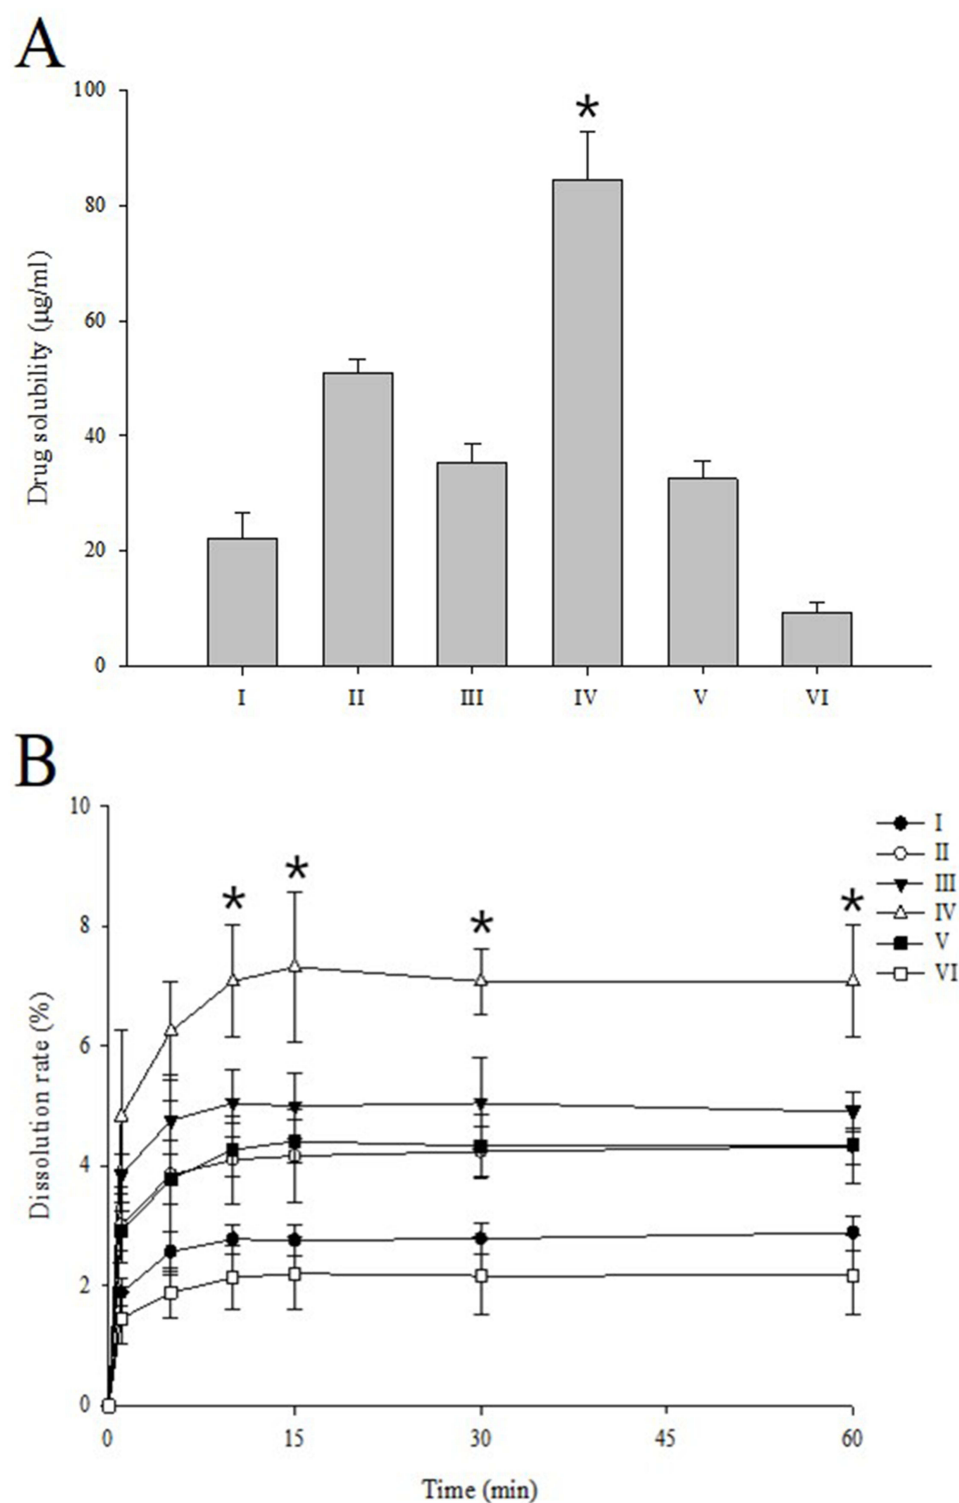 A
100
80
60
40
20
0
Drug solubility (µg/ml)
*
I II III IV V VI
B
10
8
6
4
2
0
Dissolution rate (%)
* * * *
I
II
III
IV
V
VI
0 15 30 45 60
Time (min)